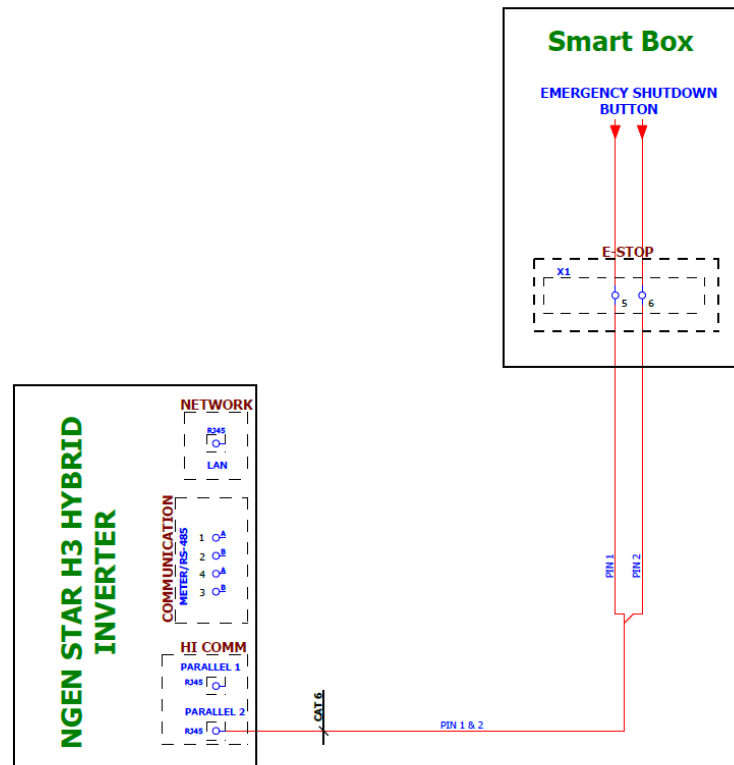 Smart Box
EMERGENCY SHUTDOWN
BUTTON
E-STOP
X1
5
6
NGEN STAR H3 HYBRID
INVERTER
NETWORK
RJ45
LAN
COMMUNICATION
METER/RS-485
1 A
2 B
4 A
3 B
HI COMM
PARALLEL 1
RJ45
PARALLEL 2
RJ45
CAT 6
PIN 1 & 2
PIN 1
PIN 2